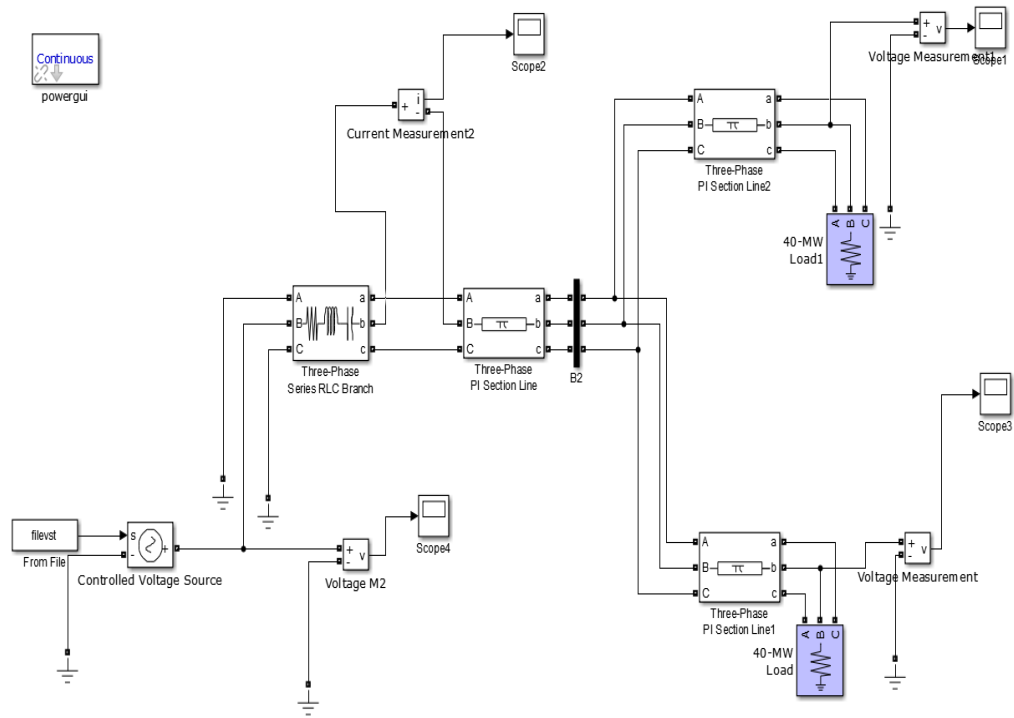 Continuous
powergui
Scope2
i
+
-
Current Measurement2
+
-
v
Voltage Measurement1
Scope1
A
B
C
a
b
c
Three-Phase
PI Section Line2
A
B
C
40-MW
Load1
A
B
C
a
b
c
Three-Phase
Series RLC Branch
A
B
C
a
b
c
Three-Phase
PI Section Line
B2
Scope3
filevst
From File
s
-
+
Controlled Voltage Source
+
-
v
Voltage M2
Scope4
A
B
C
a
b
c
Three-Phase
PI Section Line1
+
-
v
Voltage Measurement
A
B
C
40-MW
Load